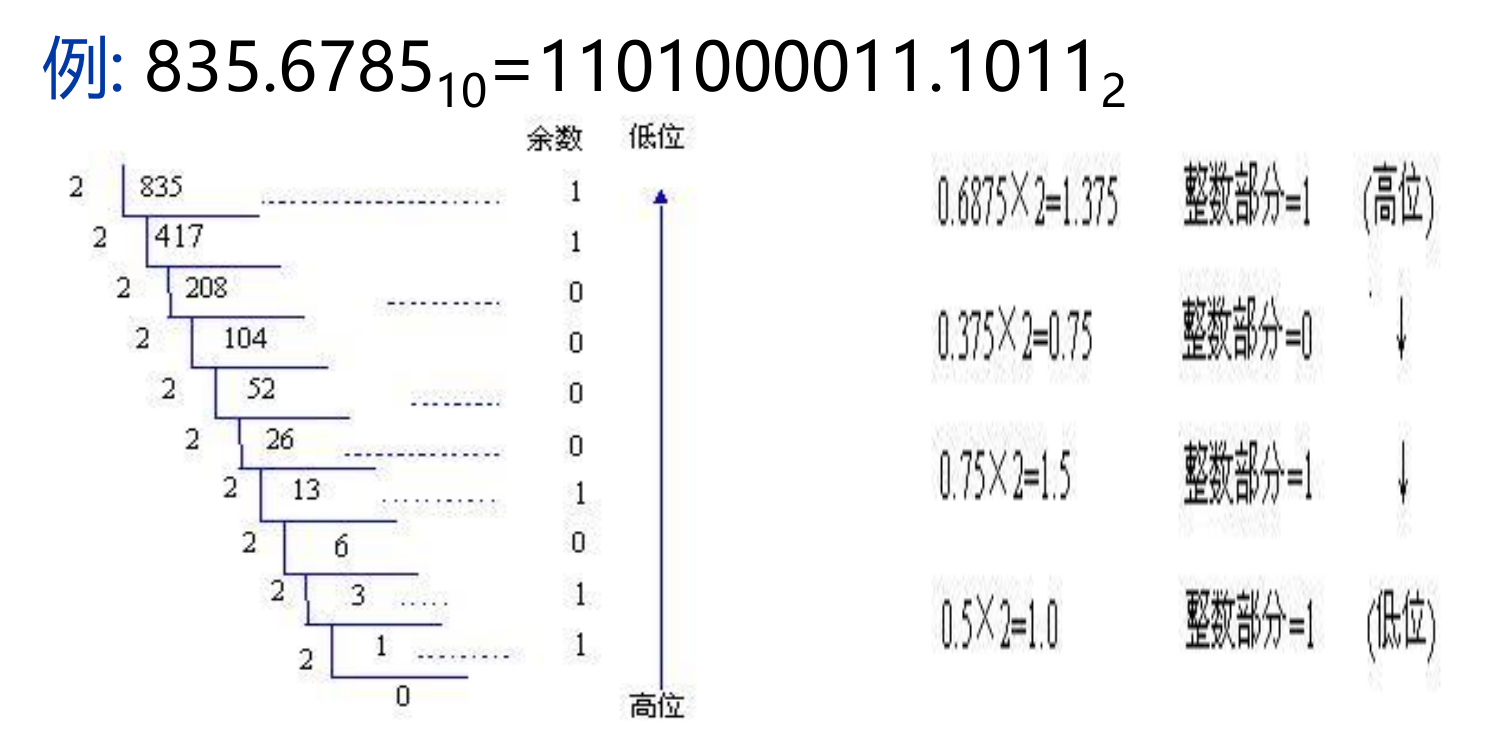 例: 835.6785₁₀=1101000011.1011₂
余数 低位
2 835 1
2 417 1
2 208 0
2 104 0
2 52 0
2 26 0
2 13 1
2 6 0
2 3 1
2 1 1
0
高位
0.6875×2=1.375 整数部分=1 (高位)
0.375×2=0.75 整数部分=0 ↓
0.75×2=1.5 整数部分=1 ↓
0.5×2=1.0 整数部分=1 (低位)